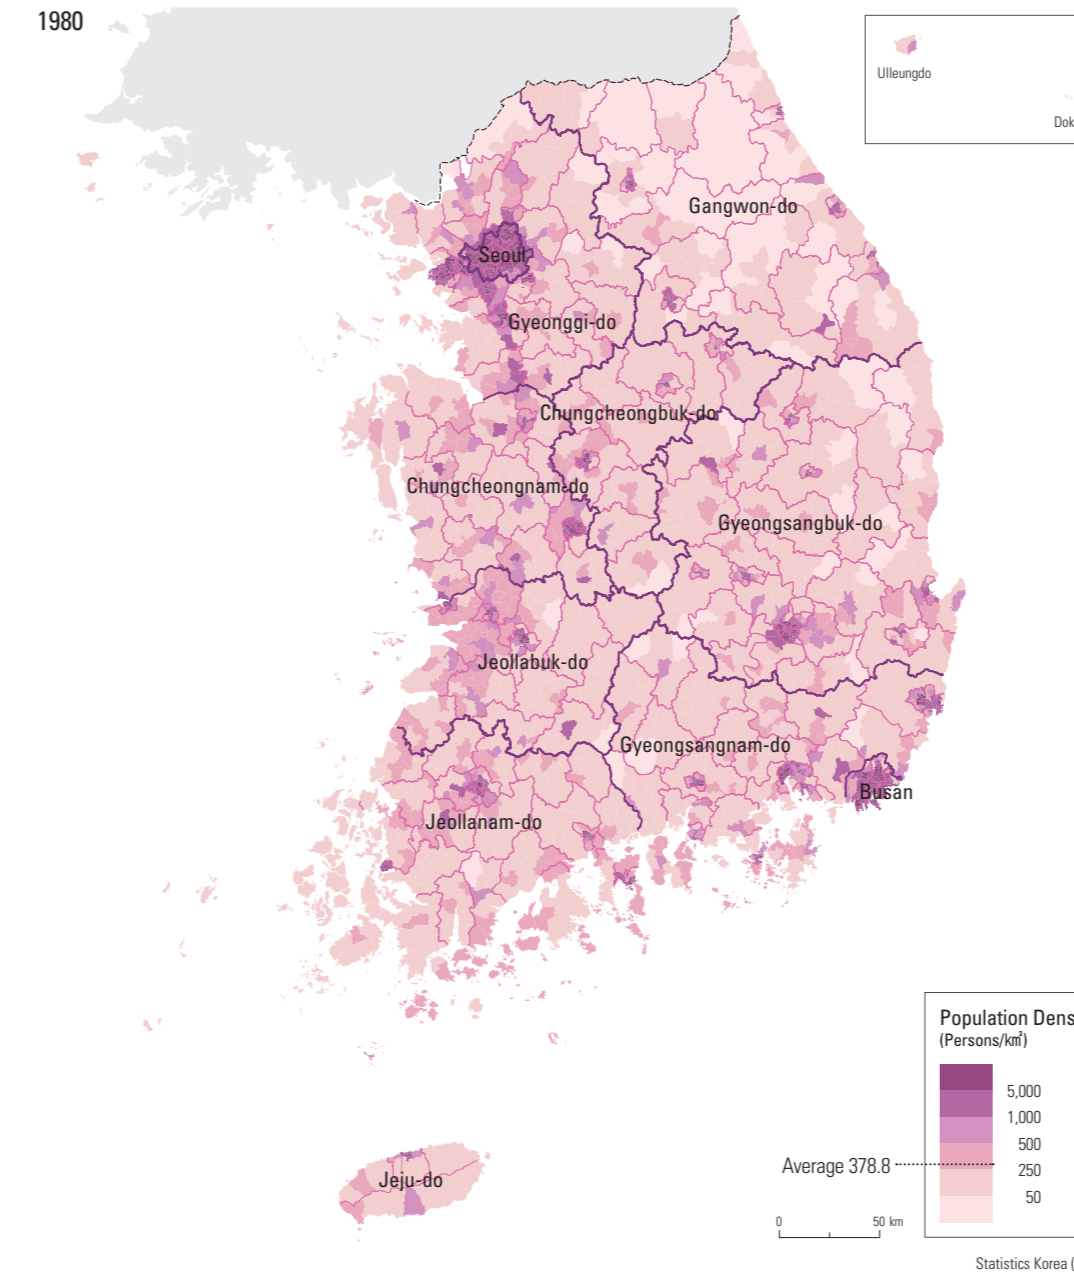 1980
Ulleungdo
Dok
Gangwon-do
Seoul
Gyeonggi-do
Chungcheongbuk-do
Chungcheongnam-do
Gyeongsangbuk-do
Jeollabuk-do
Gyeongsangnam-do
Busan
Jeollanam-do
Population Dens
(Persons/㎢)
5,000
1,000
500
Average 378.8
250
50
Jeju-do
0 50 km
Statistics Korea (